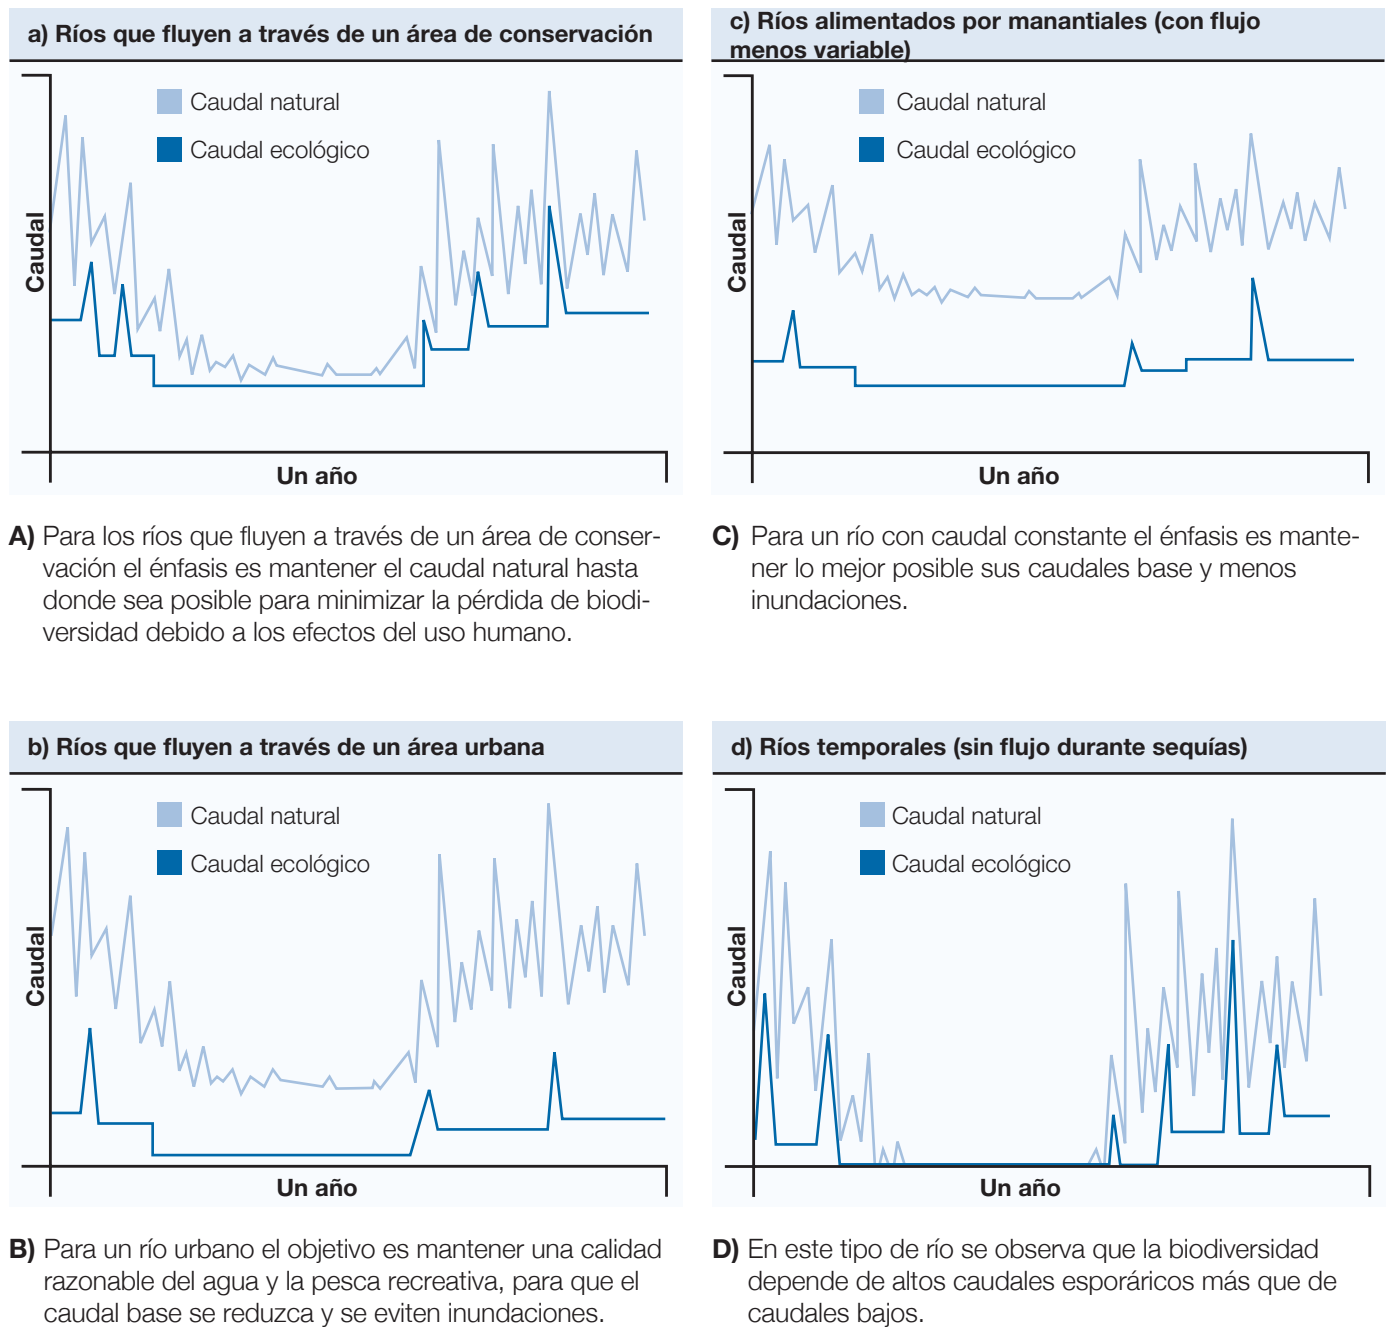 a) Ríos que fluyen a través de un área de conservación
Caudal natural
Caudal ecológico
Caudal
Un año
A) Para los ríos que fluyen a través de un área de conser-
vación el énfasis es mantener el caudal natural hasta
donde sea posible para minimizar la pérdida de biodi-
versidad debido a los efectos del uso humano.
c) Ríos alimentados por manantiales (con flujo
menos variable)
Caudal natural
Caudal ecológico
Caudal
Un año
C) Para un río con caudal constante el énfasis es mante-
ner lo mejor posible sus caudales base y menos
inundaciones.
b) Ríos que fluyen a través de un área urbana
Caudal natural
Caudal ecológico
Caudal
Un año
B) Para un río urbano el objetivo es mantener una calidad
razonable del agua y la pesca recreativa, para que el
caudal base se reduzca y se eviten inundaciones.
d) Ríos temporales (sin flujo durante sequías)
Caudal natural
Caudal ecológico
Caudal
Un año
D) En este tipo de río se observa que la biodiversidad
depende de altos caudales esporáricos más que de
caudales bajos.